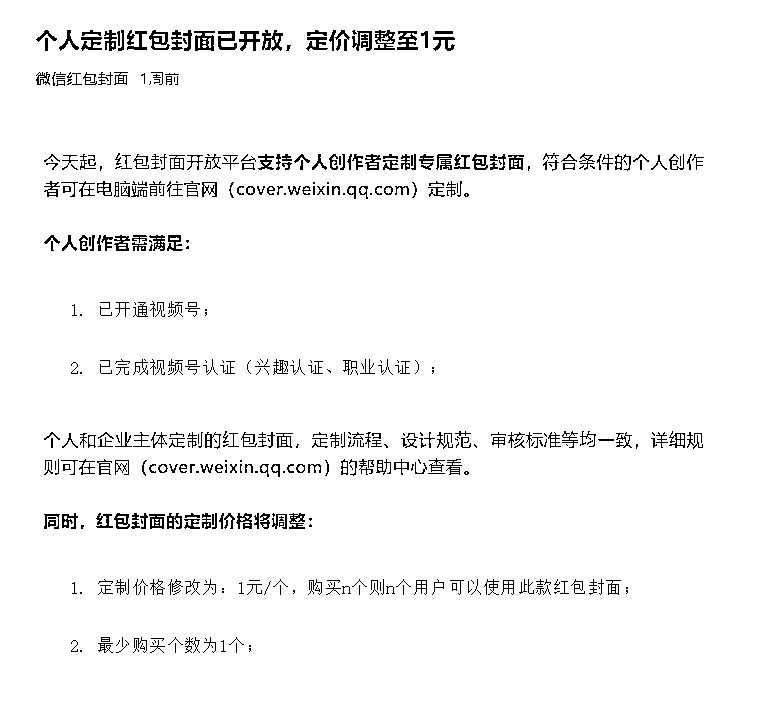 个人定制红包封面已开放，定价调整至1元
微信红包封面 1周前
今天起，红包封面开放平台支持个人创作者定制专属红包封面，符合条件的个人创作
者可在电脑端前往官网（cover.weixin.qq.com）定制。
个人创作者需满足：
1. 已开通视频号；
2. 已完成视频号认证（兴趣认证、职业认证）；
个人和企业主体定制的红包封面，定制流程、设计规范、审核标准等均一致，详细规
则可在官网（cover.weixin.qq.com）的帮助中心查看。
同时，红包封面的定制价格将调整：
1. 定制价格修改为：1元/个，购买n个则n个用户可以使用此款红包封面；
2. 最少购买个数为1个；